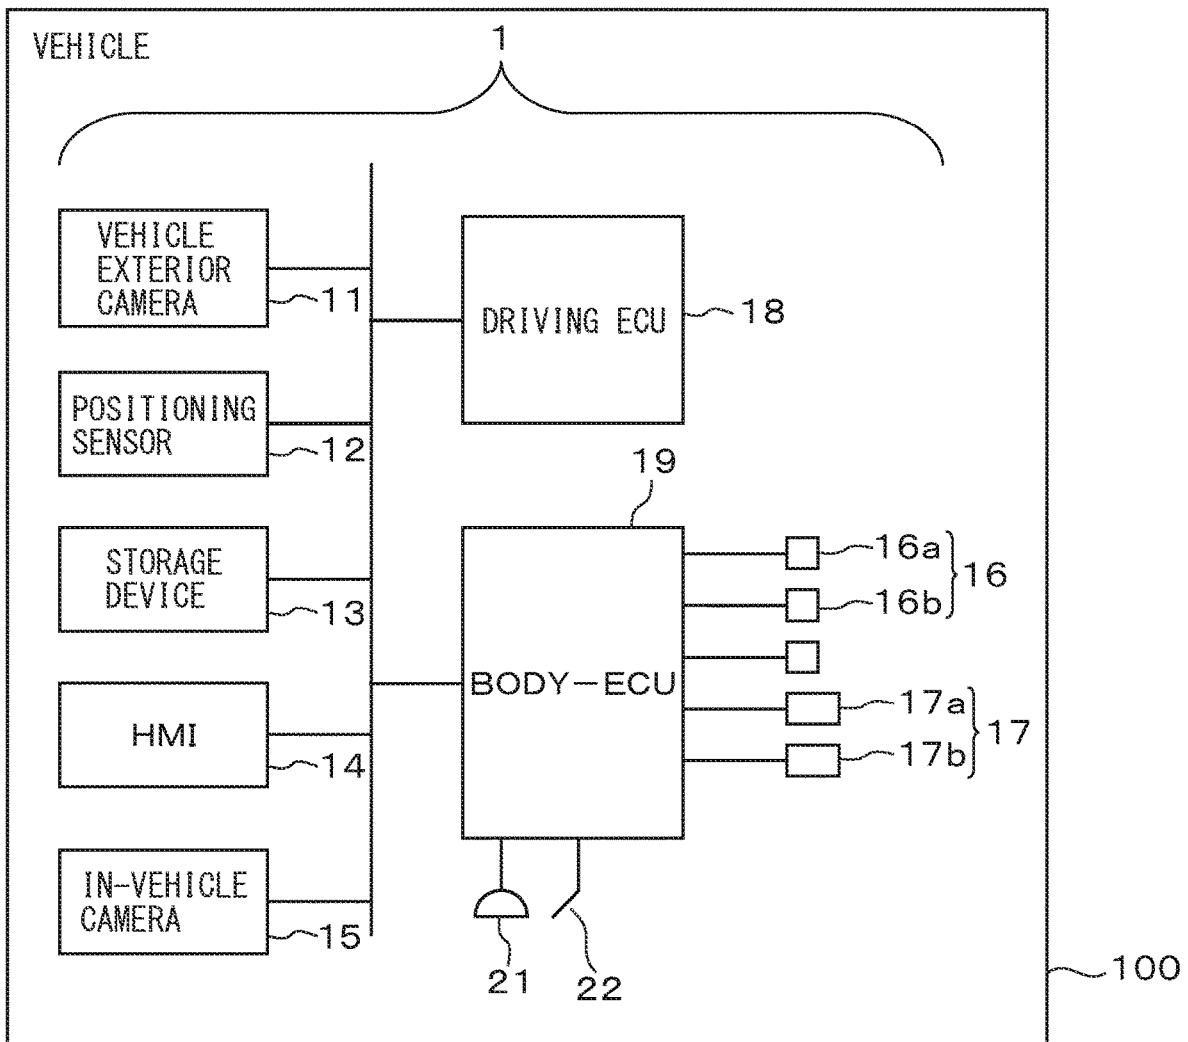 VEHICLE
1
VEHICLE
EXTERIOR
CAMERA
11
DRIVING ECU
18
POSITIONING
SENSOR
12
19
STORAGE
DEVICE
13
16a
16
16b
BODY-ECU
HMI
14
17a
17
17b
IN-VEHICLE
CAMERA
15
21
22
100